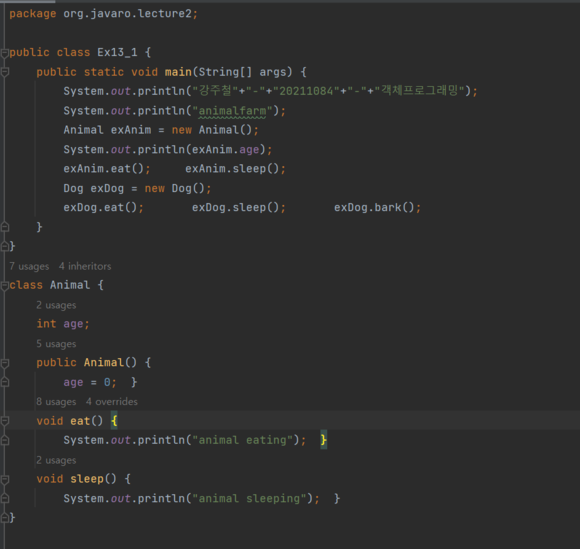 package org.javaro.lecture2;
public class Ex13_1 {
public static void main(String[] args) {
System.out.println("강주철"+"-"+"20211084"+"-"+"객체프로그래밍");
System.out.println("animalfarm");
Animal exAnim = new Animal();
System.out.println(exAnim.age);
exAnim.eat();     exAnim.sleep();
Dog exDog = new Dog();
exDog.eat();       exDog.sleep();       exDog.bark();
}
}
7 usages   4 inheritors
class Animal {
2 usages
int age;
5 usages
public Animal() {
age = 0;  }
8 usages   4 overrides
void eat() {
System.out.println("animal eating");  }
2 usages
void sleep() {
System.out.println("animal sleeping");  }
}